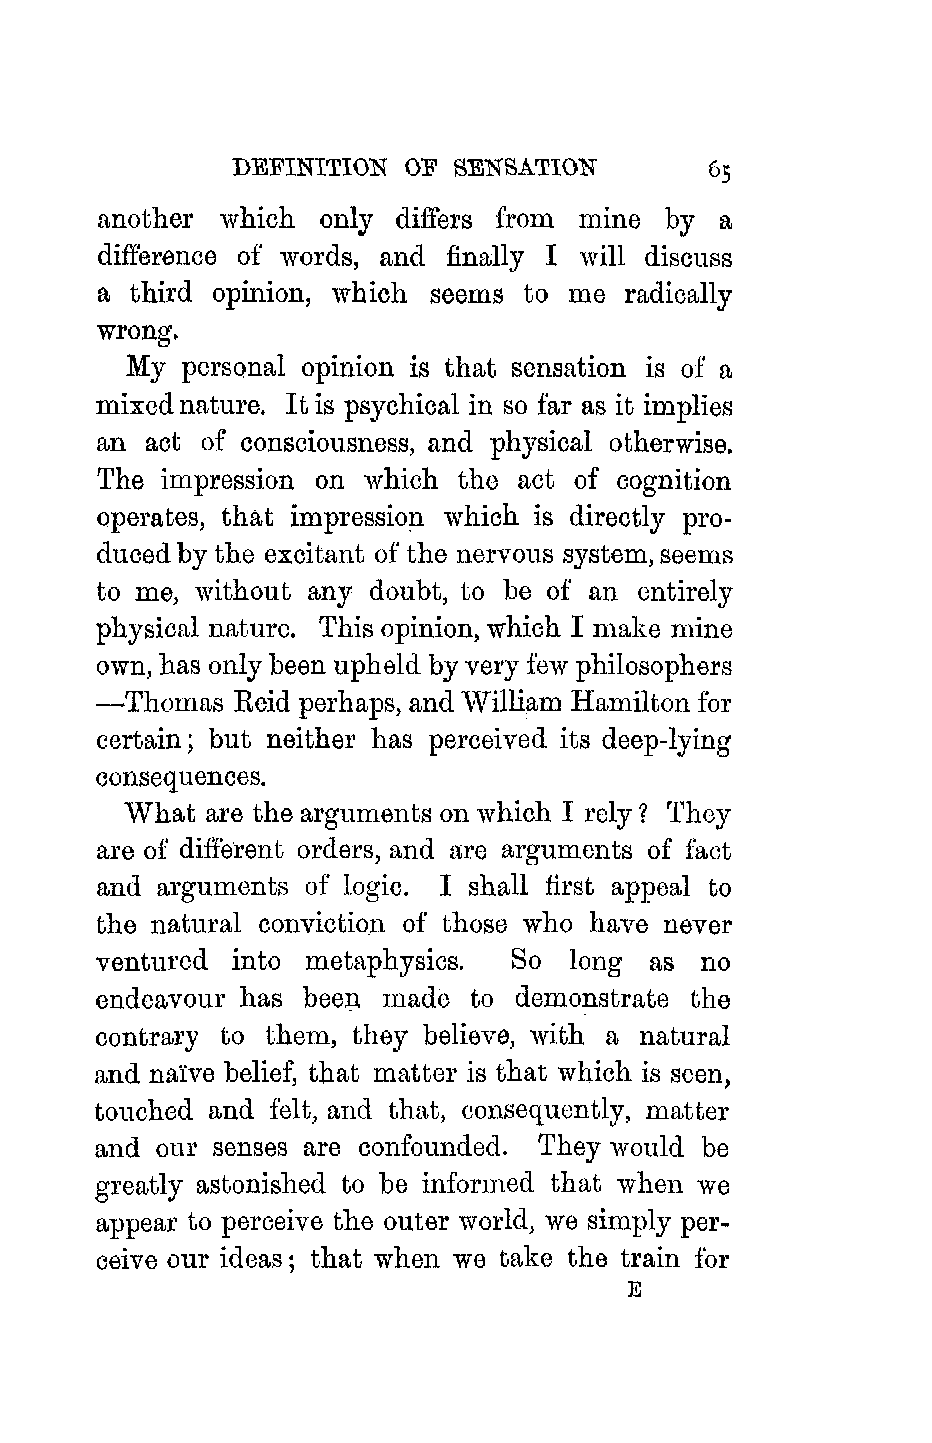 DEFINITION OF SENSATION 65
another which only differs from mine by a
difference of words, and finally I will discuss
a third opinion, which seems to me radically
wrong.
My personal opinion is that sensation is of a
mixed nature. It is psychical in so far as it implies
an act of consciousness, and physical otherwise.
The impression on which the act of cognition
operates, that impression which is directly pro-
duced by the excitant of the nervous system, seems
to me, without any doubt, to be of an entirely
physical nature. This opinion, which I make mine
own, has only been upheld by very few philosophers
—Thomas Reid perhaps, and William Hamilton for
certain; but neither has perceived its deep-lying
consequences.
What are the arguments on which I rely? They
are of different orders, and are arguments of fact
and arguments of logic. I shall first appeal to
the natural conviction of those who have never
ventured into metaphysics. So long as no
endeavour has been made to demonstrate the
contrary to them, they believe, with a natural
and naïve belief, that matter is that which is seen,
touched and felt, and that, consequently, matter
and our senses are confounded. They would be
greatly astonished to be informed that when we
appear to perceive the outer world, we simply per-
ceive our ideas; that when we take the train for
E